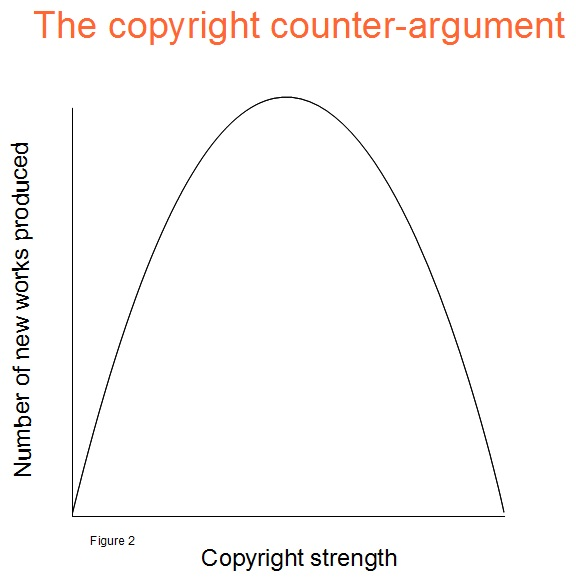 The copyright counter-argument
Number of new works produced
Figure 2
Copyright strength